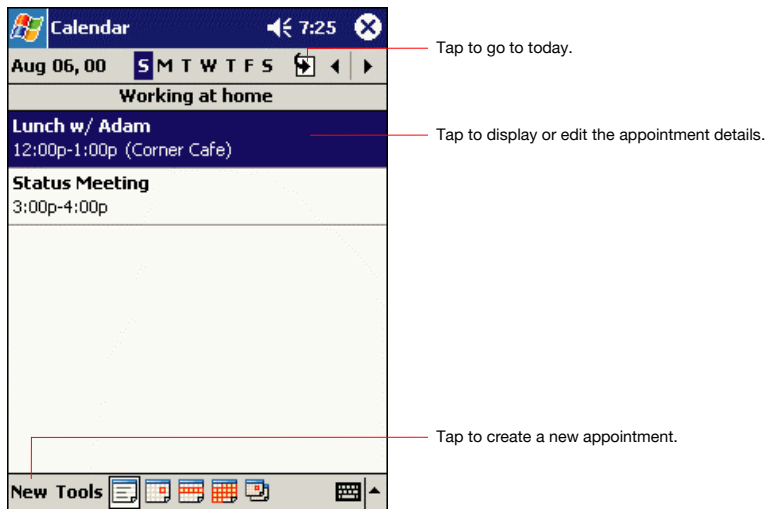 Calendar 7:25
Tap to go to today.
Aug 06, 00 S M T W T F S
Working at home
Lunch w/ Adam
Tap to display or edit the appointment details.
12:00p-1:00p (Corner Cafe)
Status Meeting
3:00p-4:00p
Tap to create a new appointment.
New Tools